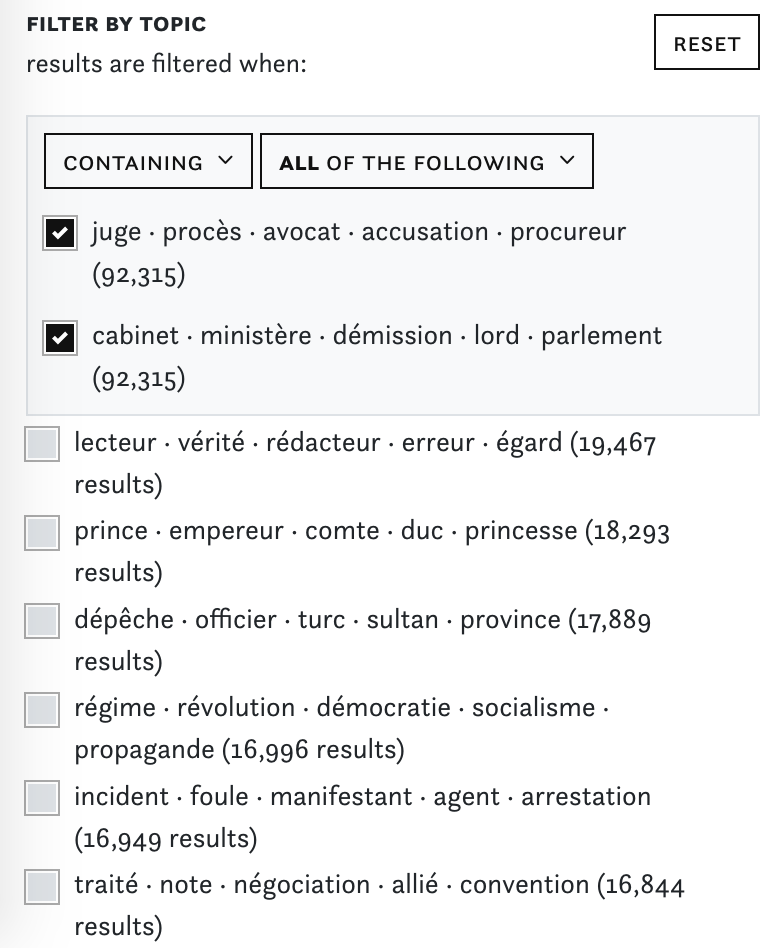 FILTER BY TOPIC
RESET
results are filtered when:
CONTAINING
ALL OF THE FOLLOWING
juge · procès · avocat · accusation · procureur
(92,315)
cabinet · ministère · démission · lord · parlement
(92,315)
lecteur · vérité · rédacteur · erreur · égard (19,467
results)
prince · empereur · comte · duc · princesse (18,293
results)
dépêche · officier · turc · sultan · province (17,889
results)
régime · révolution · démocratie · socialisme ·
propagande (16,996 results)
incident · foule · manifestant · agent · arrestation
(16,949 results)
traité · note · négociation · allié · convention (16,844
results)